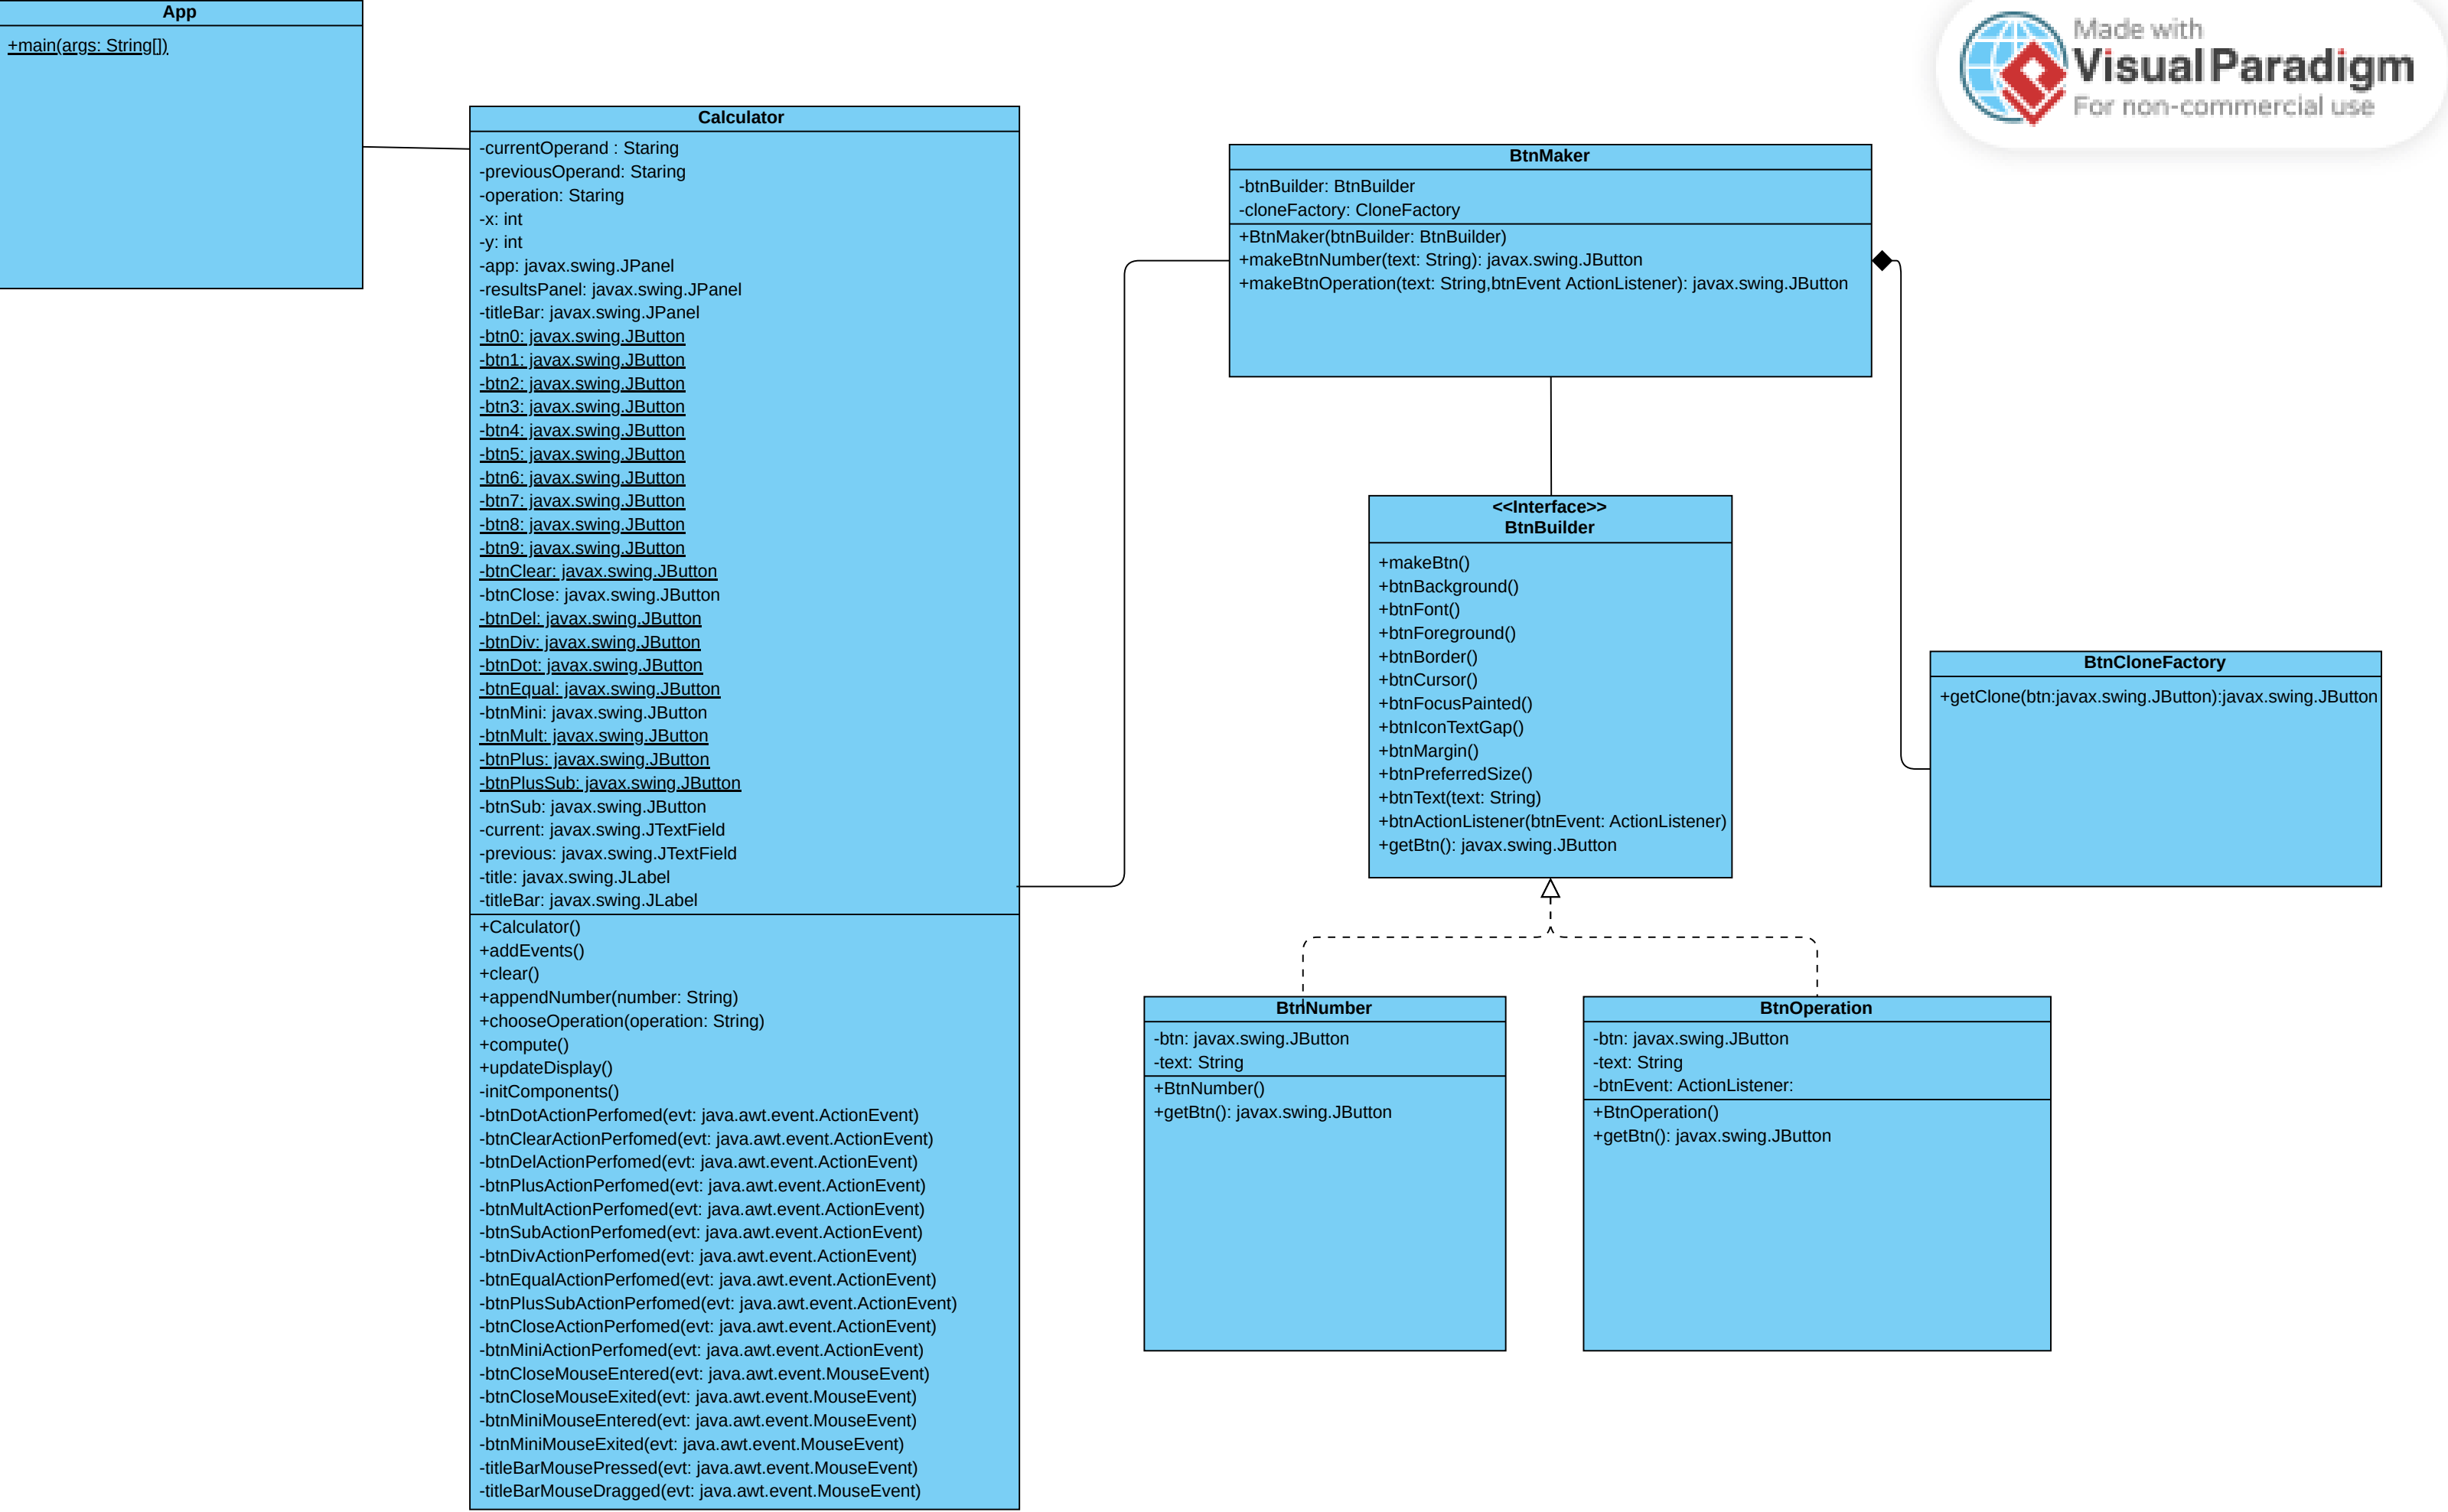 App
+main(args: String[])
Calculator
-currentOperand : Staring
-previousOperand: Staring
-operation: Staring
-x: int
-y: int
-app: javax.swing.JPanel
-resultsPanel: javax.swing.JPanel
-titleBar: javax.swing.JPanel
-btn0: javax.swing.JButton
-btn1: javax.swing.JButton
-btn2: javax.swing.JButton
-btn3: javax.swing.JButton
-btn4: javax.swing.JButton
-btn5: javax.swing.JButton
-btn6: javax.swing.JButton
-btn7: javax.swing.JButton
-btn8: javax.swing.JButton
-btn9: javax.swing.JButton
-btnClear: javax.swing.JButton
-btnClose: javax.swing.JButton
-btnDel: javax.swing.JButton
-btnDiv: javax.swing.JButton
-btnDot: javax.swing.JButton
-btnEqual: javax.swing.JButton
-btnMini: javax.swing.JButton
-btnMult: javax.swing.JButton
-btnPlus: javax.swing.JButton
-btnPlusSub: javax.swing.JButton
-btnSub: javax.swing.JButton
-current: javax.swing.JTextField
-previous: javax.swing.JTextField
-title: javax.swing.JLabel
-titleBar: javax.swing.JLabel
+Calculator()
+addEvents()
+clear()
+appendNumber(number: String)
+chooseOperation(operation: String)
+compute()
+updateDisplay()
-initComponents()
-btnDotActionPerfomed(evt: java.awt.event.ActionEvent)
-btnClearActionPerfomed(evt: java.awt.event.ActionEvent)
-btnDelActionPerfomed(evt: java.awt.event.ActionEvent)
-btnPlusActionPerfomed(evt: java.awt.event.ActionEvent)
-btnMultActionPerfomed(evt: java.awt.event.ActionEvent)
-btnSubActionPerfomed(evt: java.awt.event.ActionEvent)
-btnDivActionPerfomed(evt: java.awt.event.ActionEvent)
-btnEqualActionPerfomed(evt: java.awt.event.ActionEvent)
-btnPlusSubActionPerfomed(evt: java.awt.event.ActionEvent)
-btnCloseActionPerfomed(evt: java.awt.event.ActionEvent)
-btnMiniActionPerfomed(evt: java.awt.event.ActionEvent)
-btnCloseMouseEntered(evt: java.awt.event.MouseEvent)
-btnCloseMouseExited(evt: java.awt.event.MouseEvent)
-btnMiniMouseEntered(evt: java.awt.event.MouseEvent)
-btnMiniMouseExited(evt: java.awt.event.MouseEvent)
-titleBarMousePressed(evt: java.awt.event.MouseEvent)
-titleBarMouseDragged(evt: java.awt.event.MouseEvent)
BtnMaker
-btnBuilder: BtnBuilder
-cloneFactory: CloneFactory
+BtnMaker(btnBuilder: BtnBuilder)
+makeBtnNumber(text: String): javax.swing.JButton
+makeBtnOperation(text: String,btnEvent ActionListener): javax.swing.JButton
<<Interface>>
BtnBuilder
+makeBtn()
+btnBackground()
+btnFont()
+btnForeground()
+btnBorder()
+btnCursor()
+btnFocusPainted()
+btnIconTextGap()
+btnMargin()
+btnPreferredSize()
+btnText(text: String)
+btnActionListener(btnEvent: ActionListener)
+getBtn(): javax.swing.JButton
BtnCloneFactory
+getClone(btn:javax.swing.JButton):javax.swing.JButton
BtnNumber
-btn: javax.swing.JButton
-text: String
+BtnNumber()
+getBtn(): javax.swing.JButton
BtnOperation
-btn: javax.swing.JButton
-text: String
-btnEvent: ActionListener:
+BtnOperation()
+getBtn(): javax.swing.JButton
Made with
Visual Paradigm
For non-commercial use